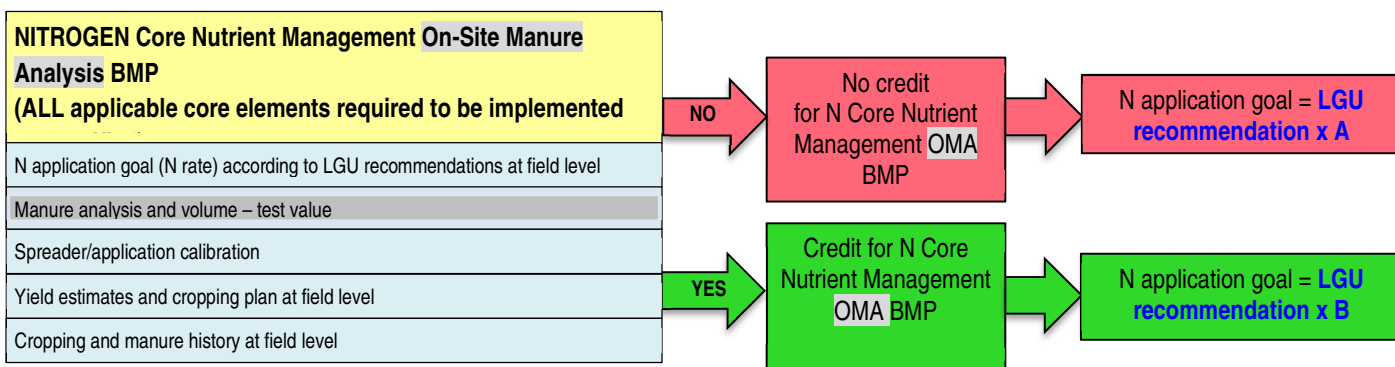 NITROGEN Core Nutrient Management On-Site Manure
Analysis BMP
(ALL applicable core elements required to be implemented
N application goal (N rate) according to LGU recommendations at field level
Manure analysis and volume – test value
Spreader/application calibration
Yield estimates and cropping plan at field level
Cropping and manure history at field level
NO
No credit
for N Core Nutrient
Management OMA
BMP
N application goal = LGU
recommendation x A
YES
Credit for N Core
Nutrient Management
OMA BMP
N application goal = LGU
recommendation x B